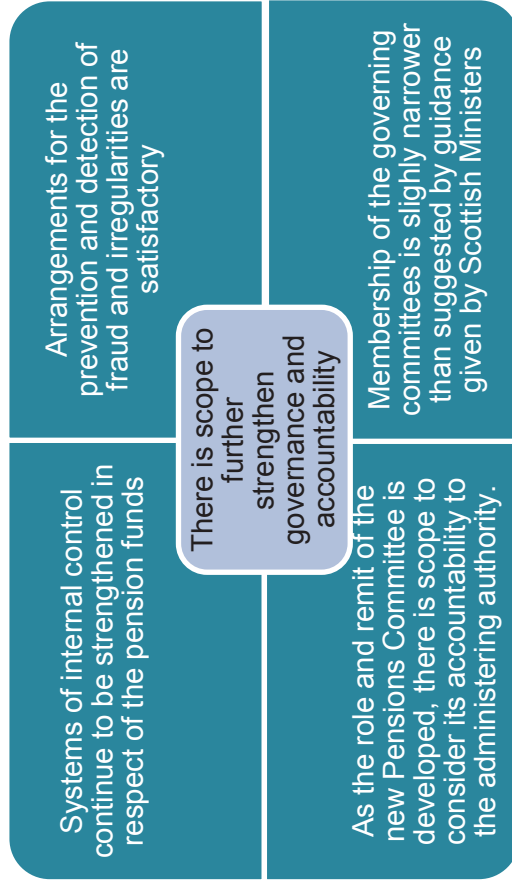 Systems of internal control
continue to be strengthened in
respect of the pension funds
Arrangements for the
prevention and detection of
fraud and irregularities are
satisfactory
There is scope to
further
strengthen
governance and
accountability
As the role and remit of the
new Pensions Committee is
developed, there is scope to
consider its accountability to
the administering authority.
Membership of the governing
committees is slighly narrower
than suggested by guidance
given by Scottish Ministers